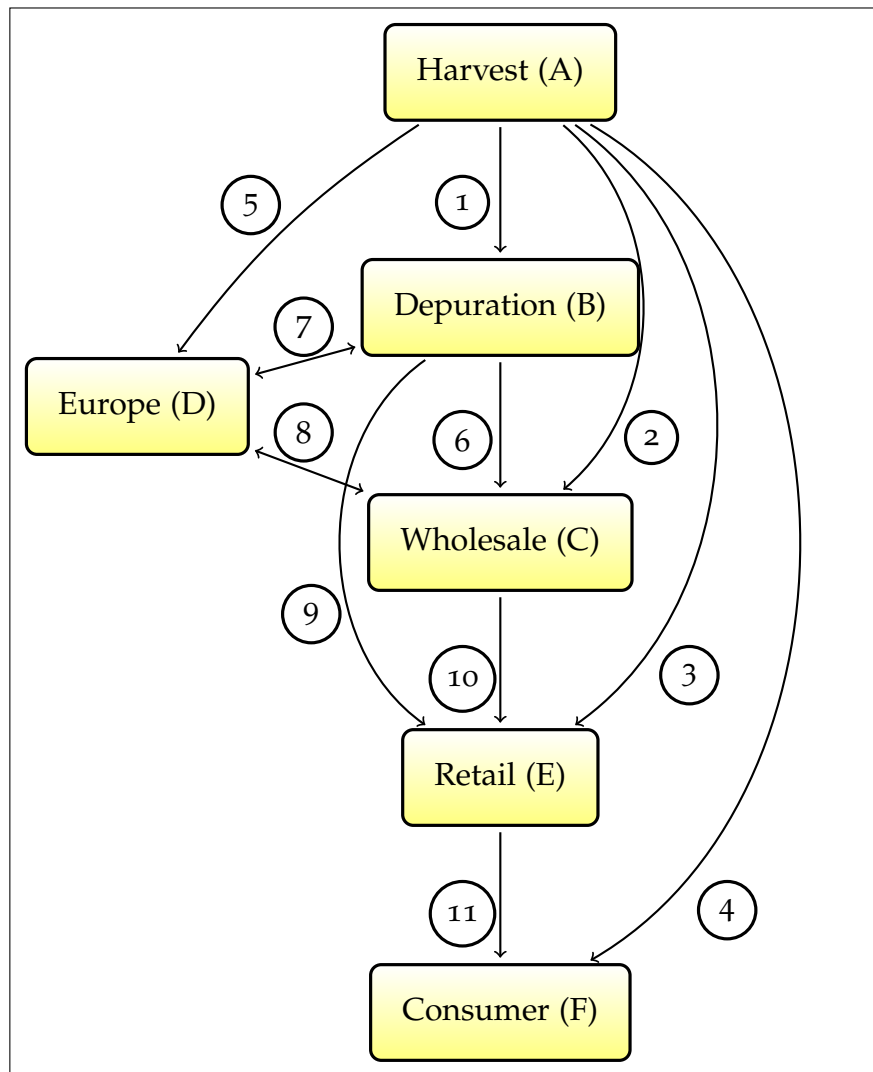 Harvest (A)
5
1
Depuration (B)
7
Europe (D)
8
6
2
Wholesale (C)
9
10
3
Retail (E)
11
4
Consumer (F)